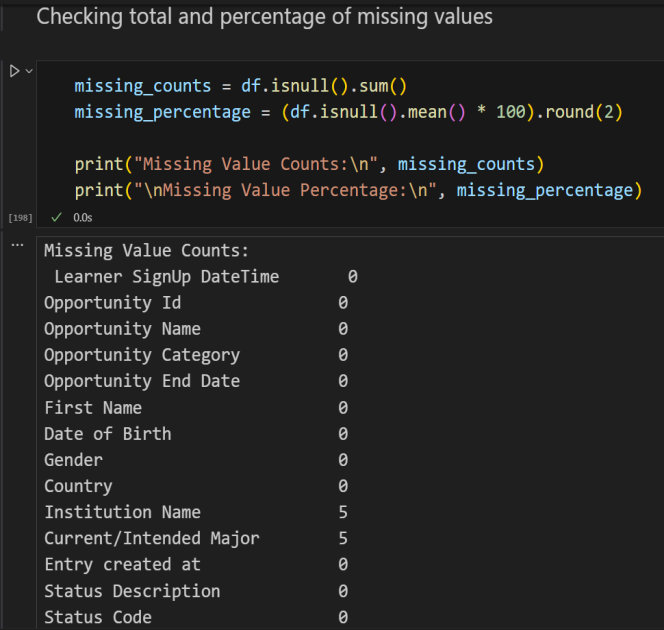 Checking total and percentage of missing values
missing_counts = df.isnull().sum()
missing_percentage = (df.isnull().mean() * 100).round(2)
print("Missing Value Counts:\n", missing_counts)
print("\nMissing Value Percentage:\n", missing_percentage)
[198] ✓ 0.0s
... Missing Value Counts:
Learner SignUp DateTime 0
Opportunity Id 0
Opportunity Name 0
Opportunity Category 0
Opportunity End Date 0
First Name 0
Date of Birth 0
Gender 0
Country 0
Institution Name 5
Current/Intended Major 5
Entry created at 0
Status Description 0
Status Code 0